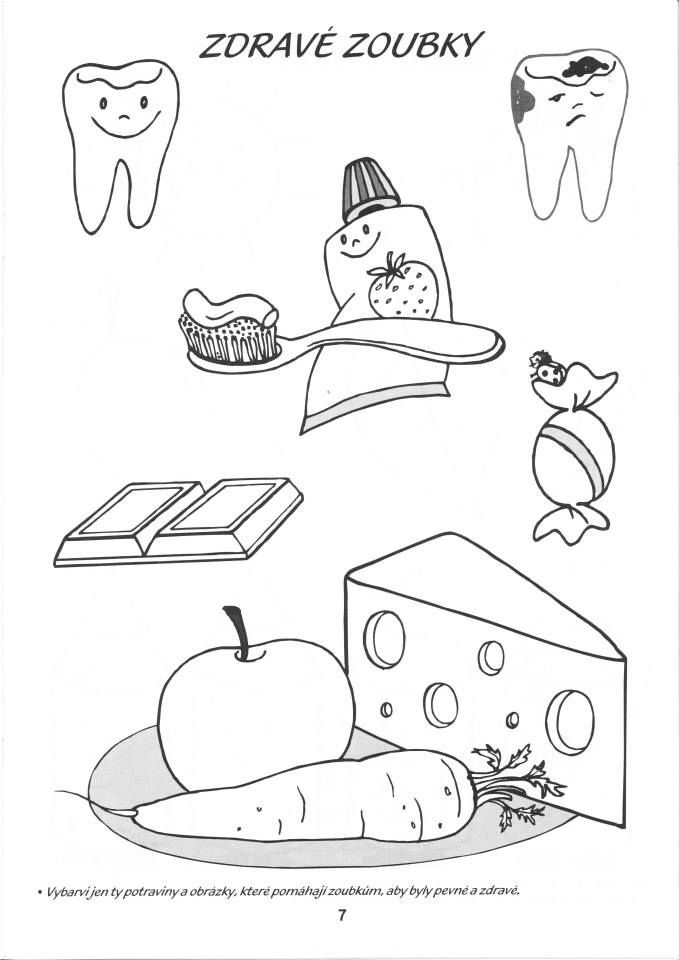 ZDRAVÉ ZOUBKY
• Vybarvi jen ty potraviny a obrázky, které pomáhají zoubkům, aby byly pevné a zdravé.
7